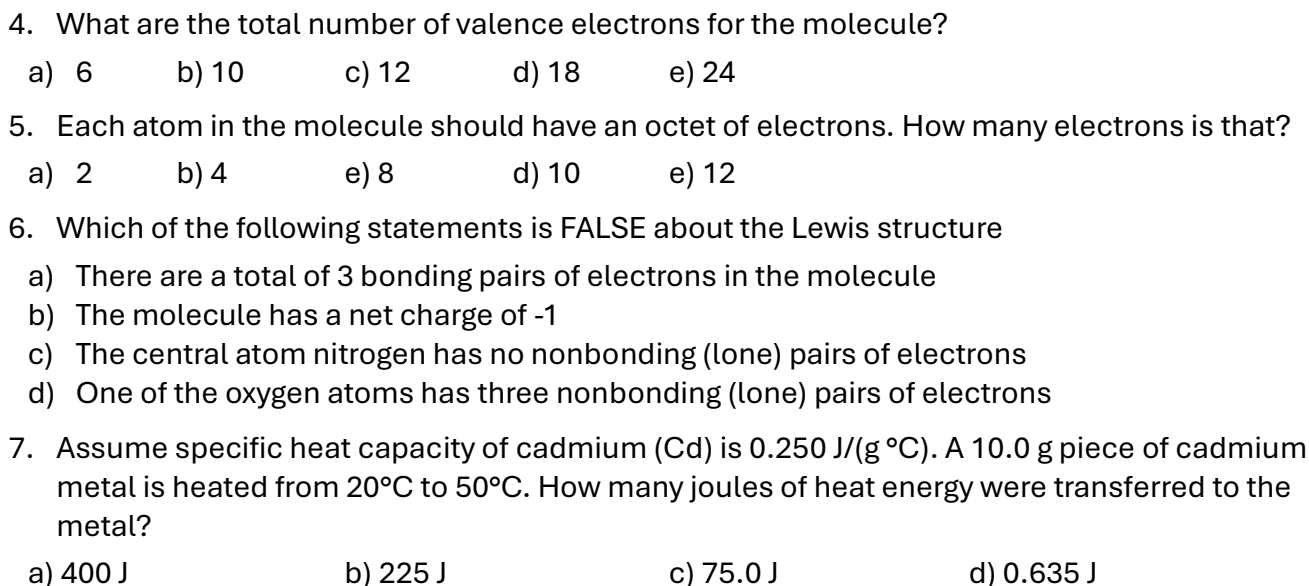 4. What are the total number of valence electrons for the molecule?
a) 6 b) 10 c) 12 d) 18 e) 24
5. Each atom in the molecule should have an octet of electrons. How many electrons is that?
a) 2 b) 4 e) 8 d) 10 e) 12
6. Which of the following statements is FALSE about the Lewis structure
a) There are a total of 3 bonding pairs of electrons in the molecule
b) The molecule has a net charge of -1
c) The central atom nitrogen has no nonbonding (lone) pairs of electrons
d) One of the oxygen atoms has three nonbonding (lone) pairs of electrons
7. Assume specific heat capacity of cadmium (Cd) is 0.250 J/(g °C). A 10.0 g piece of cadmium
metal is heated from 20°C to 50°C. How many joules of heat energy were transferred to the
metal?
a) 400 J b) 225 J c) 75.0 J d) 0.635 J